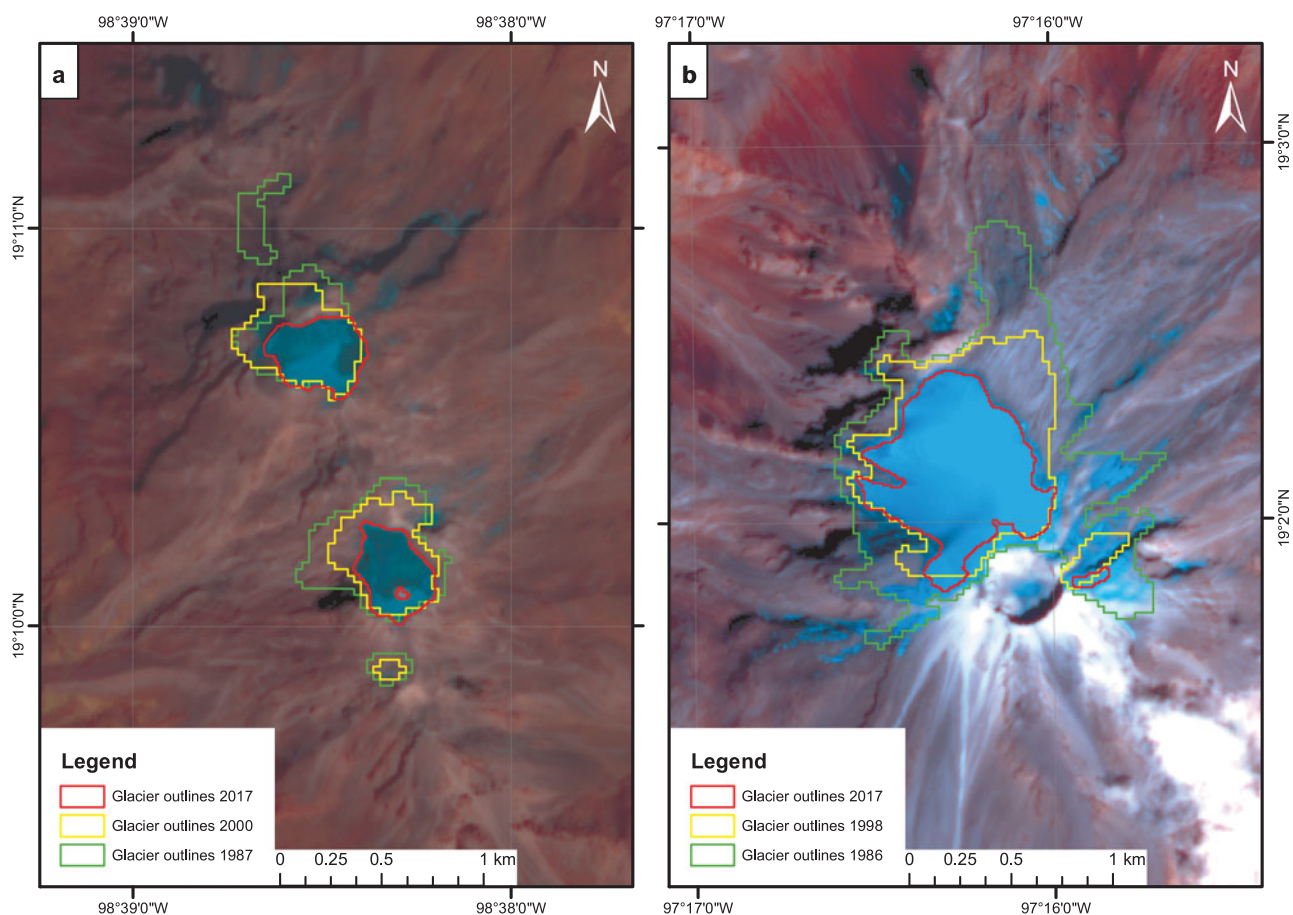 98°39'0"W 98°38'0"W 97°17'0"W 97°16'0"W
a
N
b
N
19°3'0"N
19°11'0"N
19°2'0"N
19°10'0"N
Legend
Glacier outlines 2017
Glacier outlines 2000
Glacier outlines 1987
0 0.25 0.5 1 km
Legend
Glacier outlines 2017
Glacier outlines 1998
Glacier outlines 1986
0 0.25 0.5 1 km
98°39'0"W 98°38'0"W 97°17'0"W 97°16'0"W